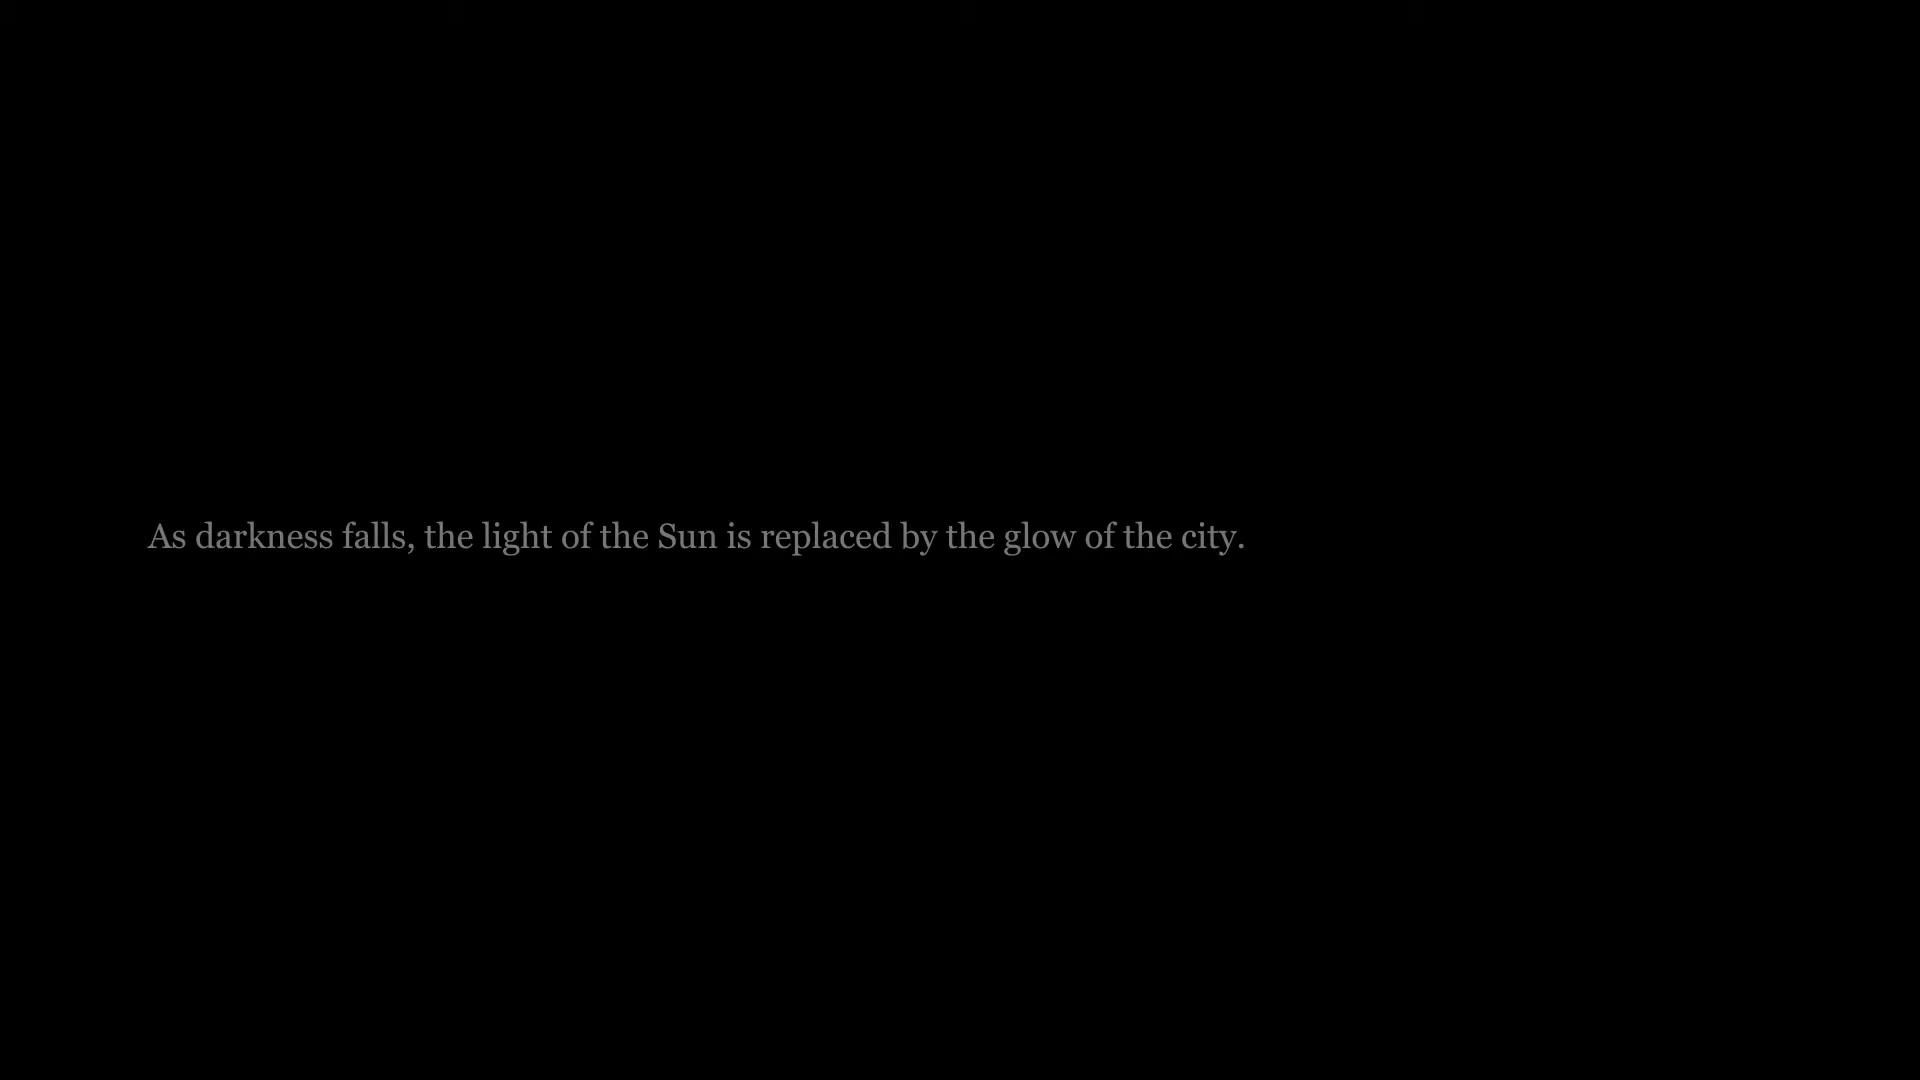 As darkness falls, the light of the Sun is replaced by the glow of the city.